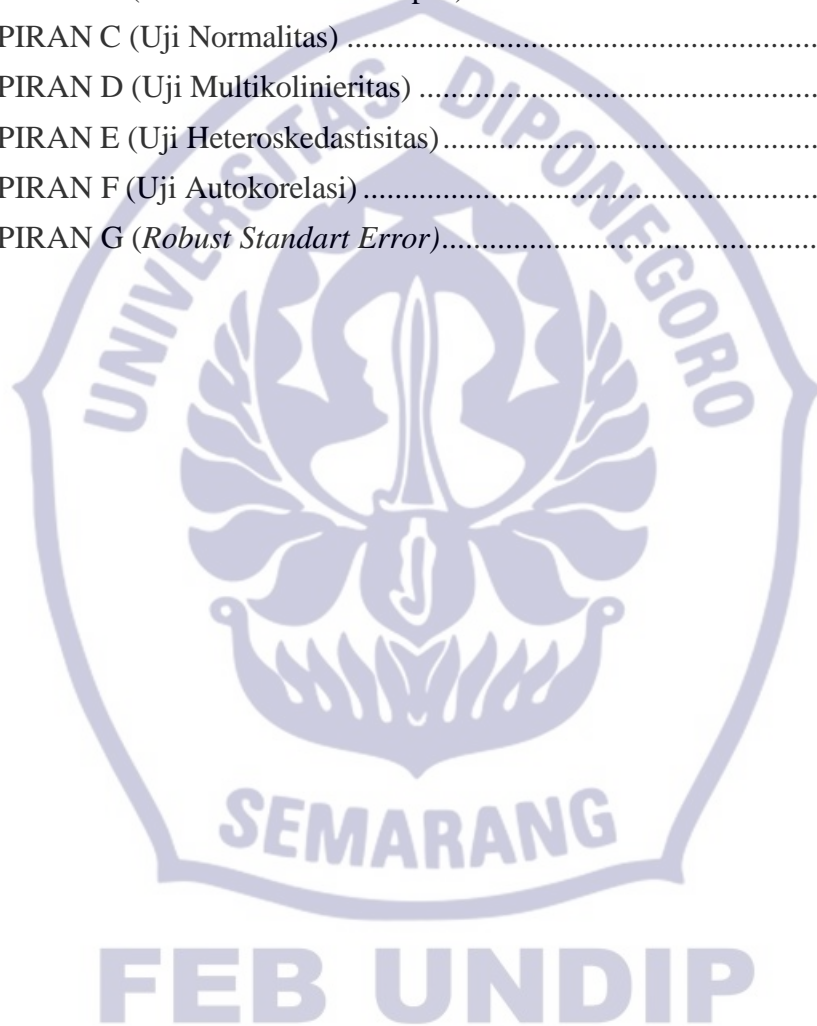 PIRAN C (Uji Normalitas) ................................................................
PIRAN D (Uji Multikolinieritas) ......................................................
PIRAN E (Uji Heteroskedastisitas) ..................................................
PIRAN F (Uji Autokorelasi) .............................................................
PIRAN G (Robust Standart Error) ..................................................
UNIVERSITAS DIPONEGORO
SEMARANG
FEB UNDIP